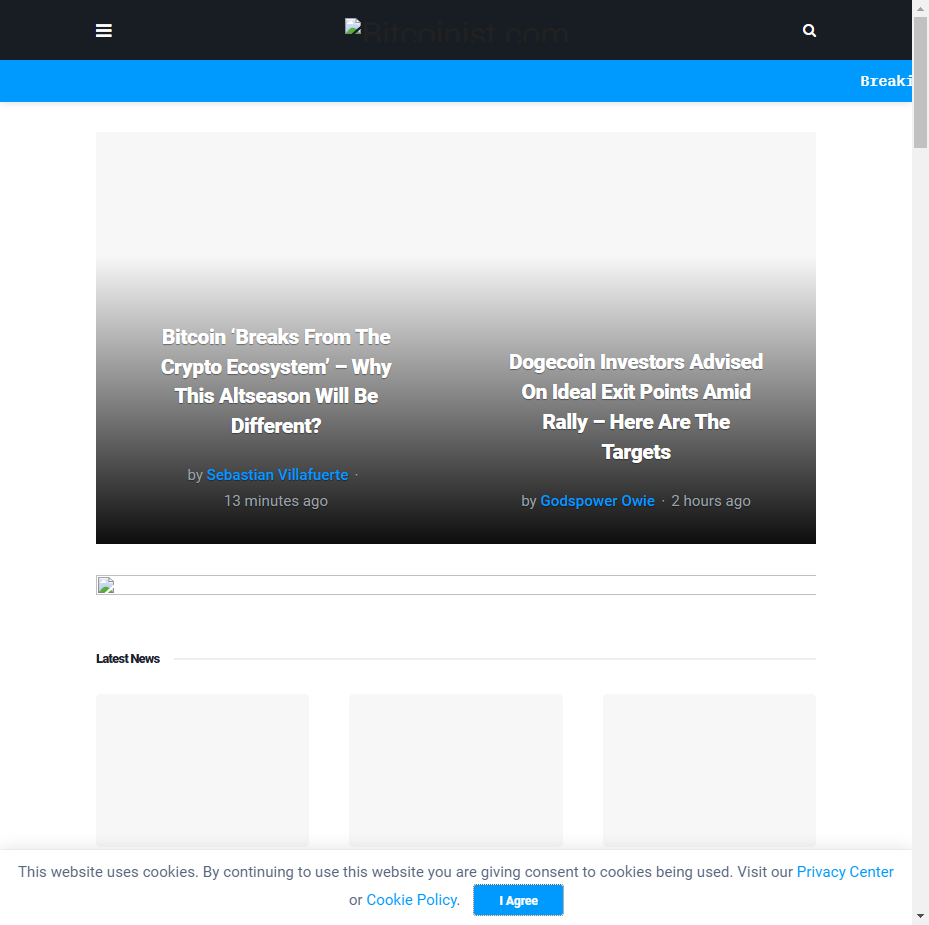 Bitcoinist.com
Breaki
Bitcoin ‘Breaks From The
Crypto Ecosystem’ – Why
This Altseason Will Be
Different?
by Sebastian Villafuerte ·
13 minutes ago
Dogecoin Investors Advised
On Ideal Exit Points Amid
Rally – Here Are The
Targets
by Godspower Owie · 2 hours ago
Latest News
This website uses cookies. By continuing to use this website you are giving consent to cookies being used. Visit our Privacy Center
or Cookie Policy. I Agree